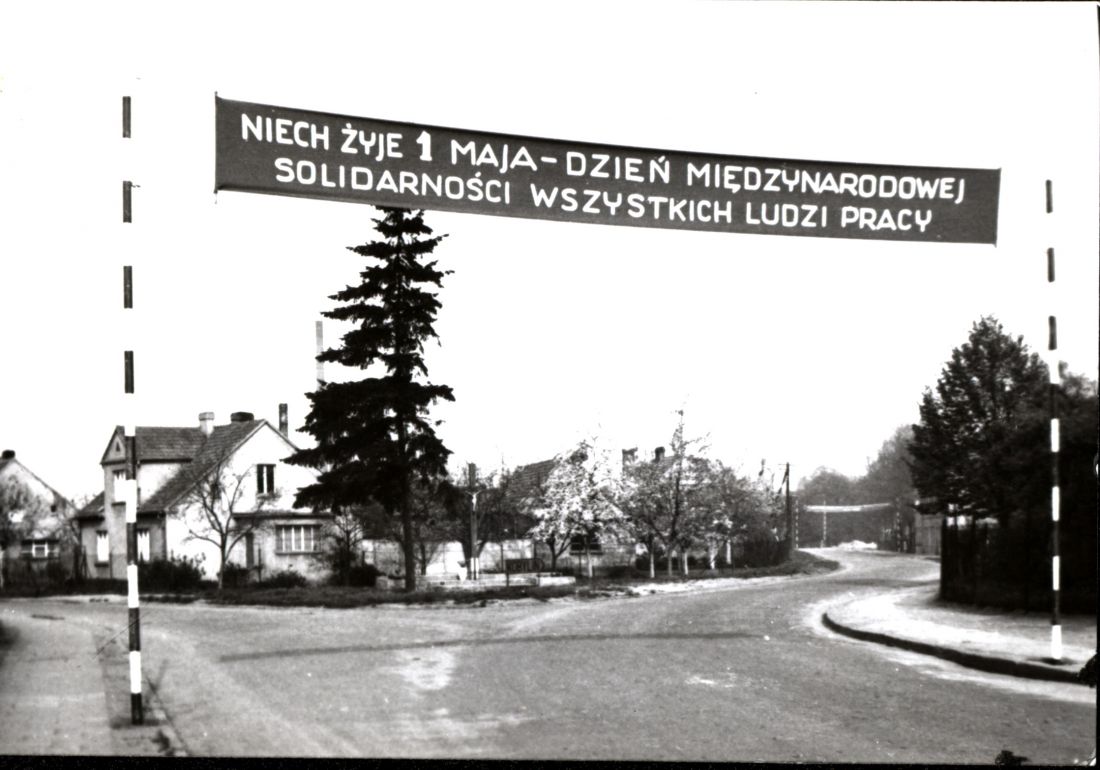 NIECH ŻYJE 1 MAJA - DZIEŃ MIĘDZYNARODOWEJ
SOLIDARNOŚCI WSZYSTKICH LUDZI PRACY